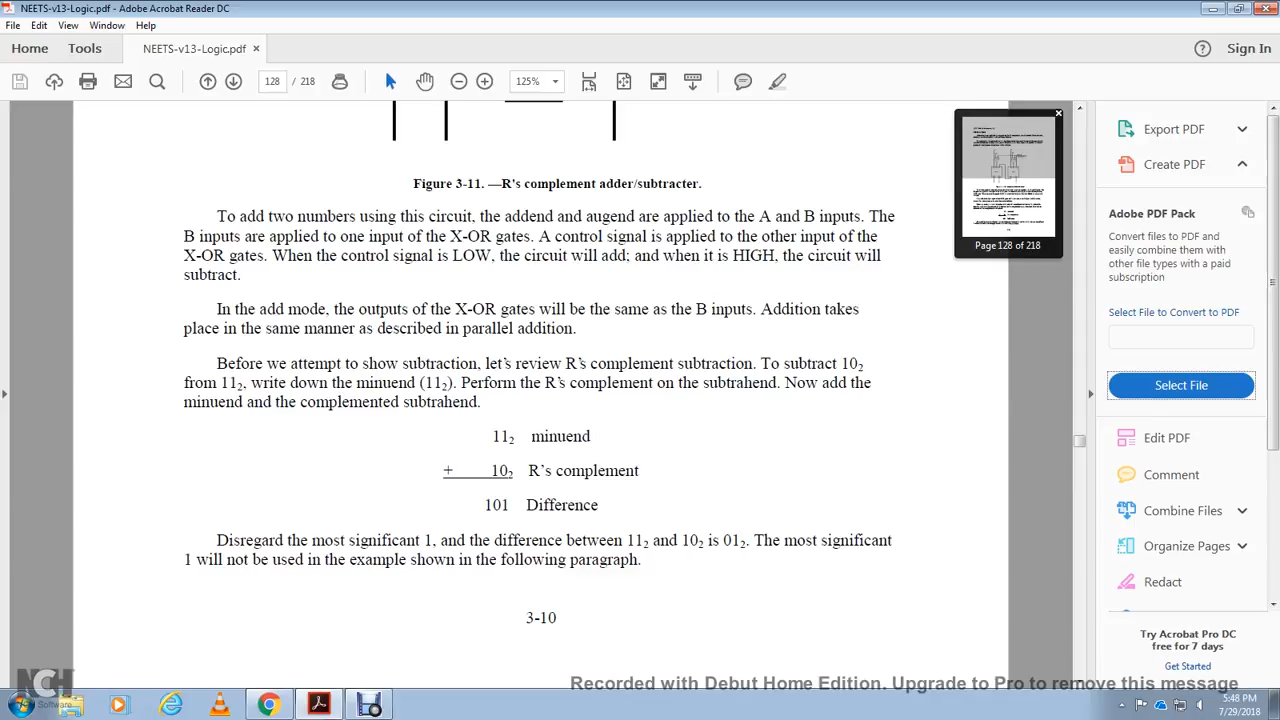 NEETS-v13-Logic.pdf - Adobe Acrobat Reader DC
File Edit View Window Help
Home Tools NEETS-v13-Logic.pdf × Sign In
128 / 218 125%
Figure 3-11. —R's complement adder/subtracter.
To add two numbers using this circuit, the addend and augend are applied to the A and B inputs. The
B inputs are applied to one input of the X-OR gates. A control signal is applied to the other input of the
X-OR gates. When the control signal is LOW, the circuit will add; and when it is HIGH, the circuit will
subtract.
In the add mode, the outputs of the X-OR gates will be the same as the B inputs. Addition takes
place in the same manner as described in parallel addition.
Before we attempt to show subtraction, let's review R's complement subtraction. To subtract 10₂
from 11₂, write down the minuend (11₂). Perform the R's complement on the subtrahend. Now add the
minuend and the complemented subtrahend.
11₂ minuend
+ 10₂ R's complement
101 Difference
Disregard the most significant 1, and the difference between 11₂ and 10₂ is 01₂. The most significant
1 will not be used in the example shown in the following paragraph.
3-10
Page 128 of 218
Export PDF
Create PDF
Adobe PDF Pack
Convert files to PDF and
easily combine them with
other file types with a paid
subscription
Select File to Convert to PDF
Select File
Edit PDF
Comment
Combine Files
Organize Pages
Redact
Try Acrobat Pro DC
free for 7 days
Get Started
NCH
Software
Recorded with Debut Home Edition. Upgrade to Pro to remove this message
5:48 PM
7/29/2018